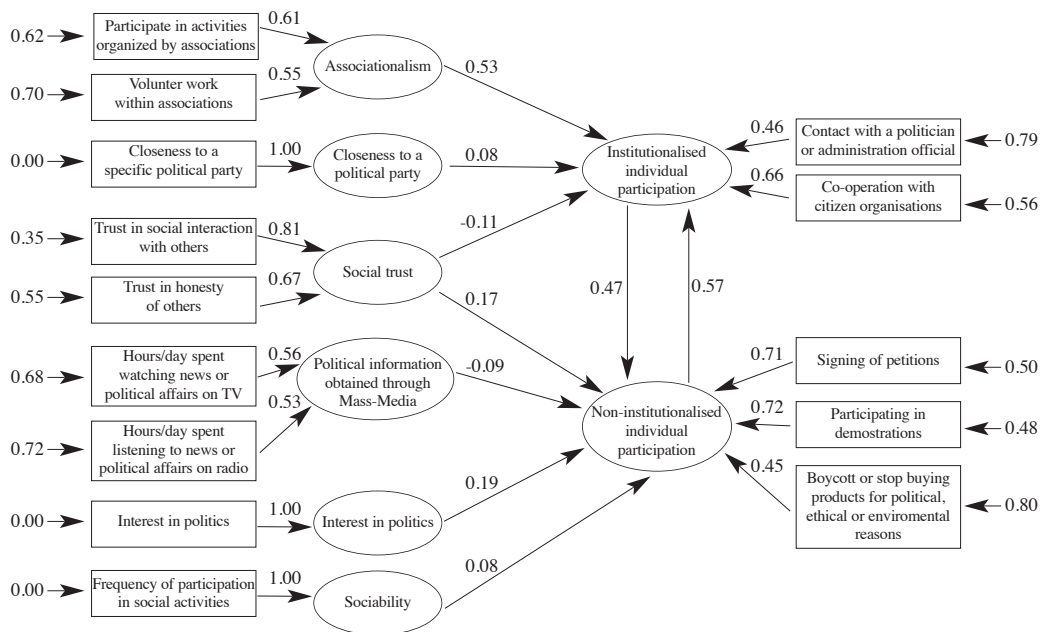 0.62
Participate in activities
organized by associations
0.61
0.70
Volunter work
within associations
0.55
Associationalism
0.53
0.00
Closeness to a
specific political party
1.00
Closeness to a
political party
0.08
0.35
Trust in social interaction
with others
0.81
0.55
Trust in honesty
of others
0.67
Social trust
-0.11
0.17
0.68
Hours/day spent
watching news or
political affairs on TV
0.56
0.72
Hours/day spent
listening to news or
political affairs on radio
0.53
Political information
obtained through
Mass-Media
-0.09
0.00
Interest in politics
1.00
Interest in politics
0.19
0.00
Frequency of participation
in social activities
1.00
Sociability
0.08
Institutionalised
individual
participation
0.47
0.57
Non-institutionalised
individual
participation
0.46
Contact with a politician
or administration official
0.79
0.66
Co-operation with
citizen organisations
0.56
0.71
Signing of petitions
0.50
0.72
Participating in
demostrations
0.48
0.45
Boycott or stop buying
products for political,
ethical or enviromental
reasons
0.80